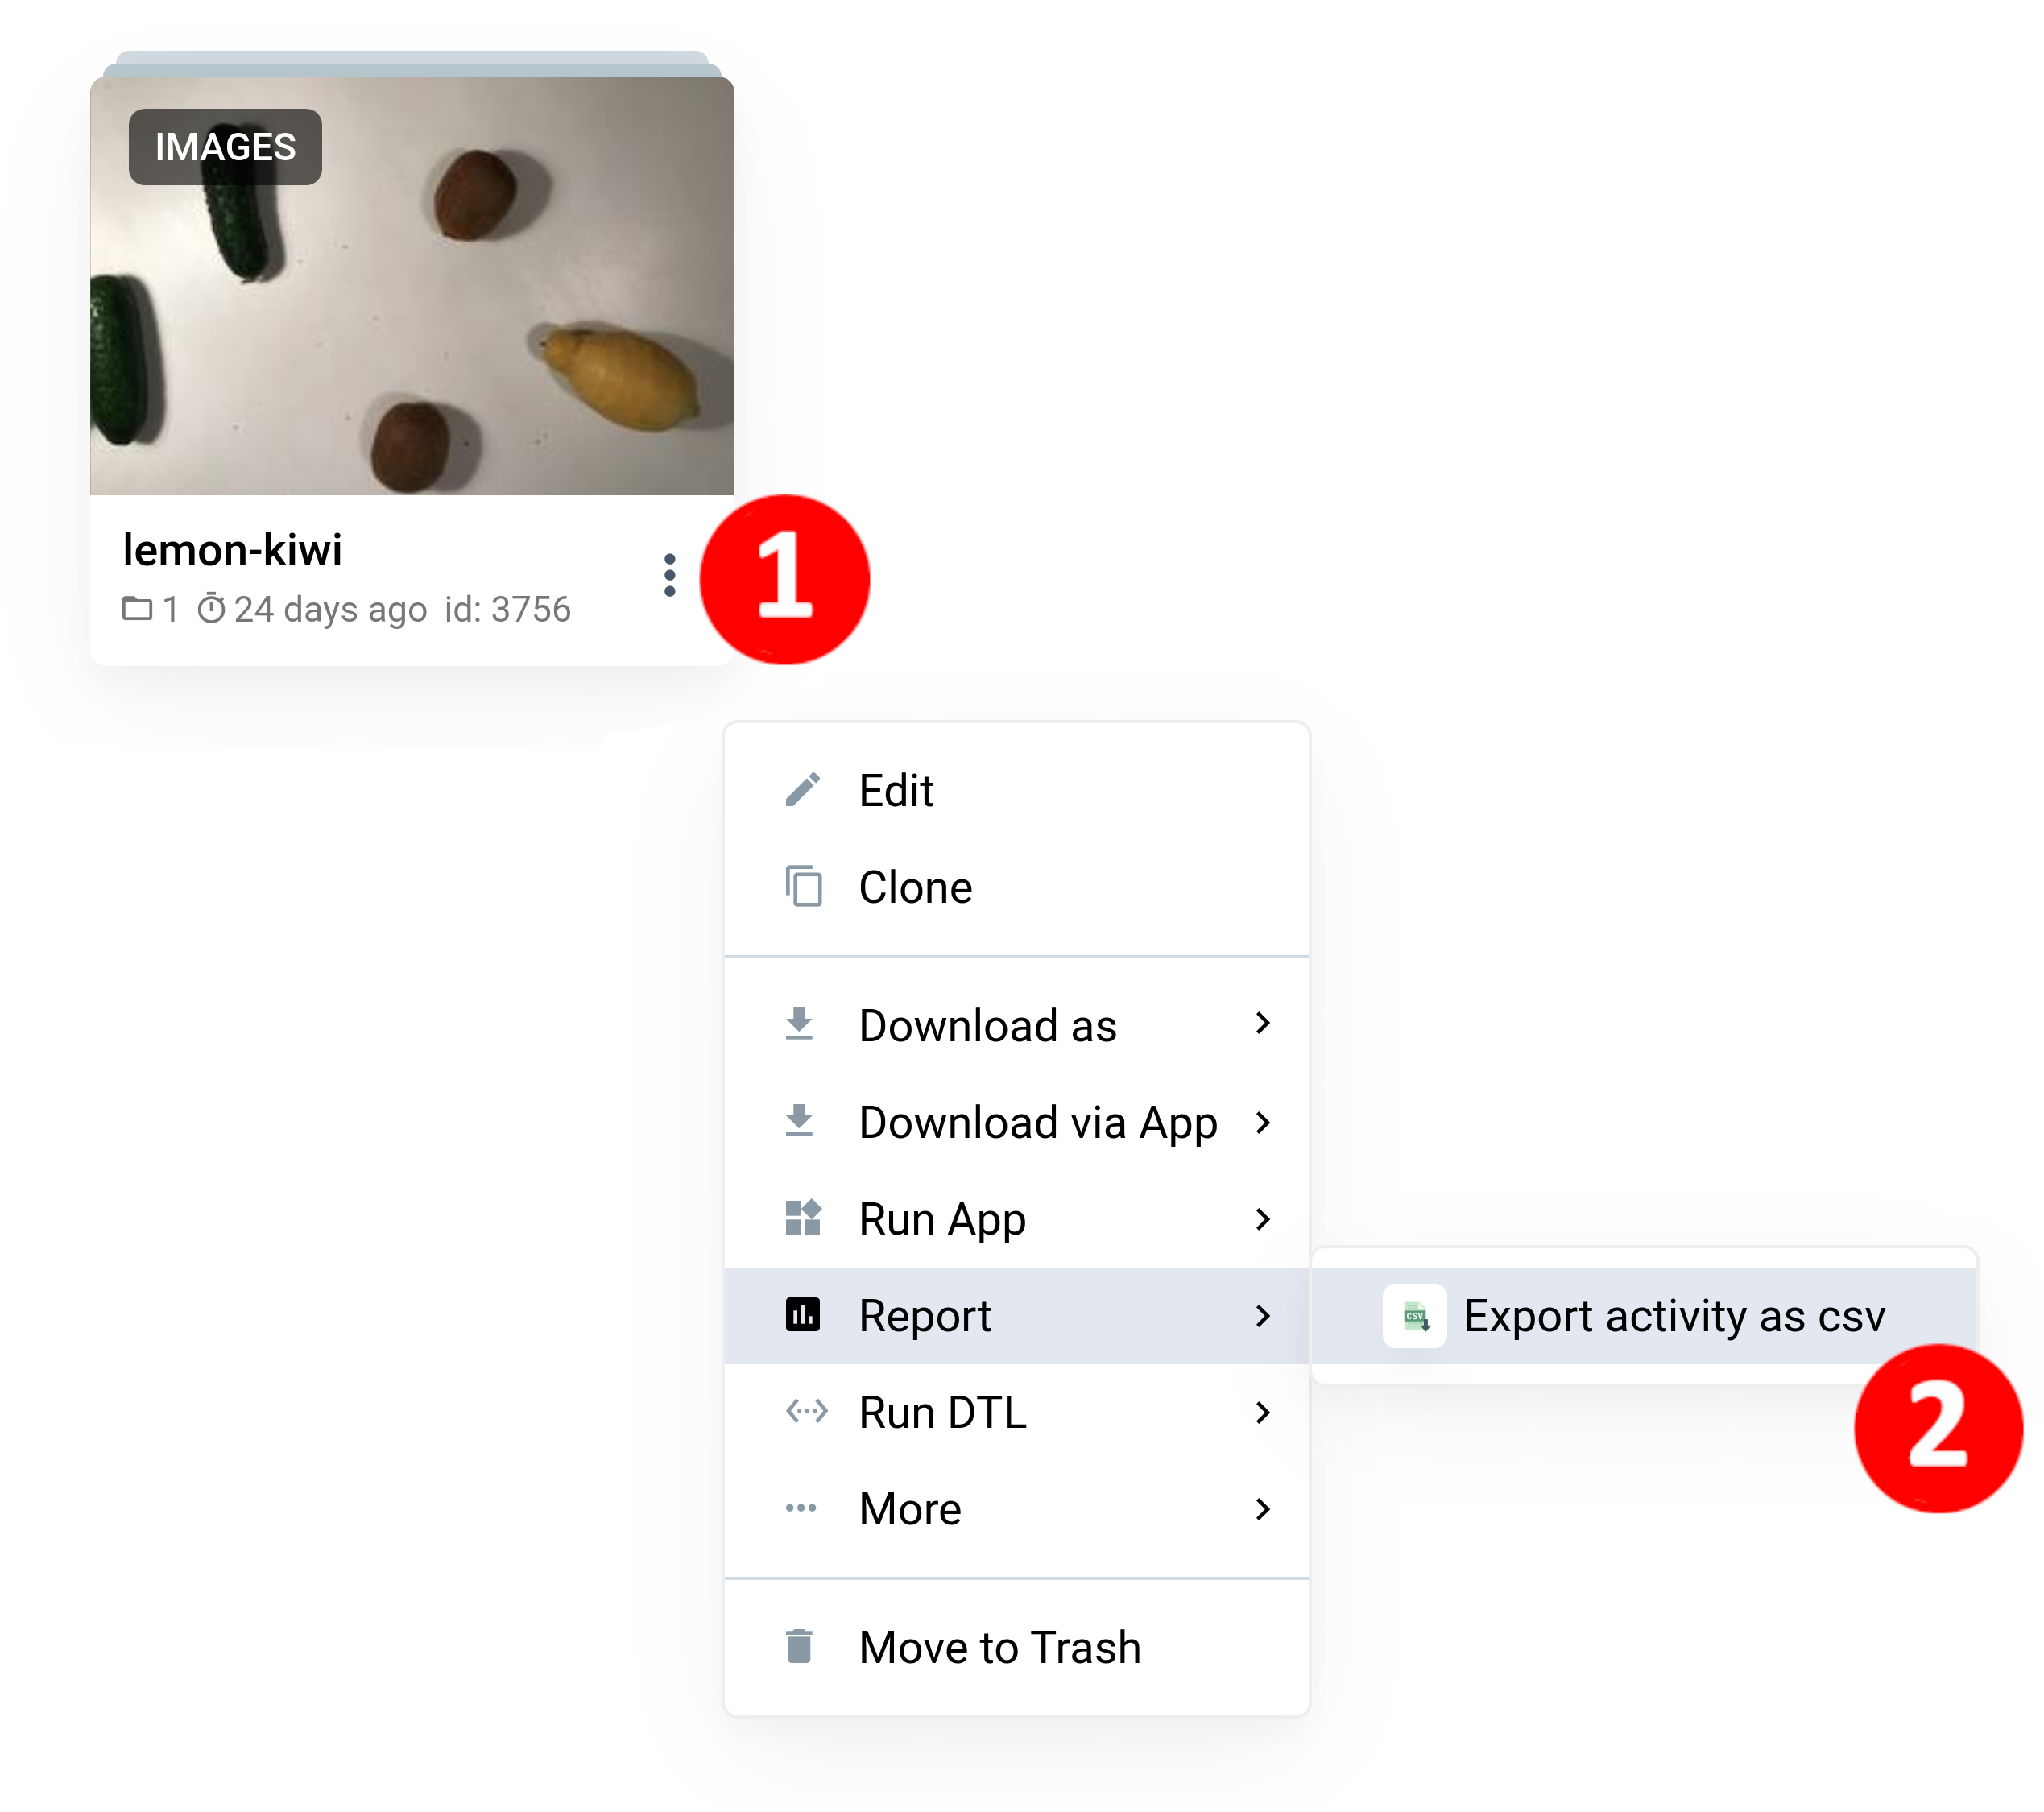 IMAGES
lemon-kiwi
1 24 days ago id: 3756
1
Edit
Clone
Download as
Download via App
Run App
Report
CSV Export activity as csv
2
Run DTL
More
Move to Trash